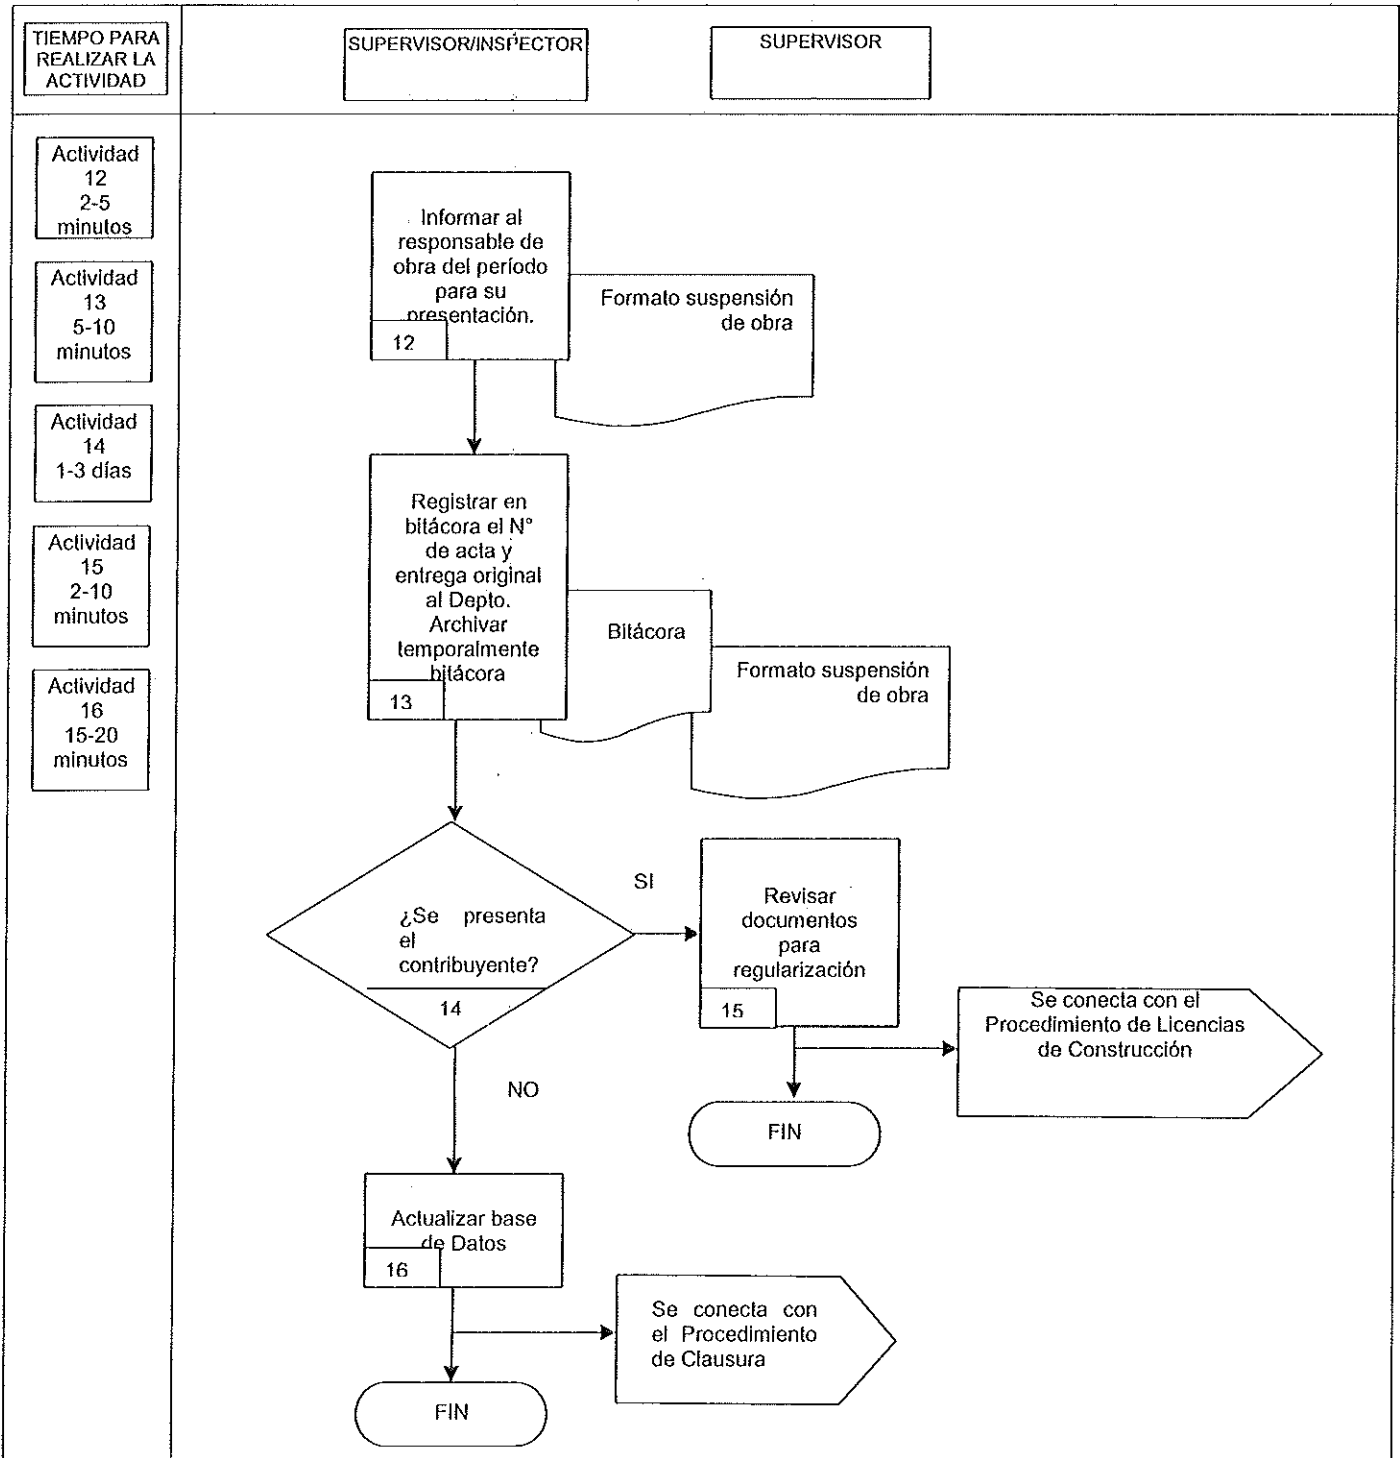 TIEMPO PARA
REALIZAR LA
ACTIVIDAD
SUPERVISOR/INSPECTOR
SUPERVISOR
Actividad
12
2-5
minutos
Actividad
13
5-10
minutos
Actividad
14
1-3 días
Actividad
15
2-10
minutos
Actividad
16
15-20
minutos
Informar al
responsable de
obra del período
para su
presentación.
12
Formato suspensión
de obra
Registrar en
bitácora el N°
de acta y
entrega original
al Depto.
Archivar
temporalmente
bitácora
13
Bitácora
Formato suspensión
de obra
¿Se presenta
el
contribuyente?
14
SI
Revisar
documentos
para
regularización
15
Se conecta con el
Procedimiento de Licencias
de Construcción
FIN
NO
Actualizar base
de Datos
16
Se conecta con
el Procedimiento
de Clausura
FIN